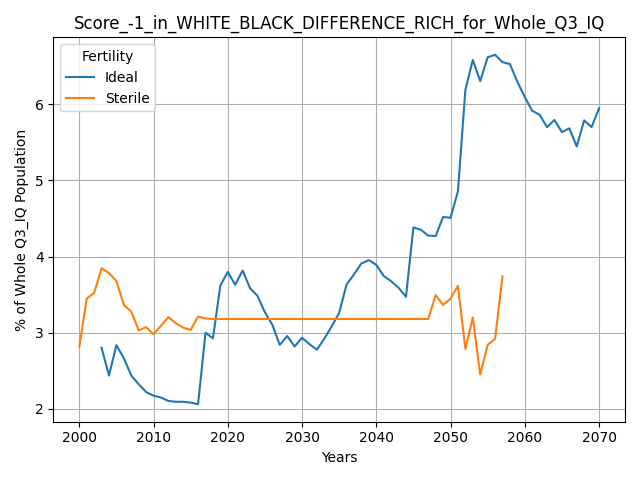 Score_-1_in_WHITE_BLACK_DIFFERENCE_RICH_for_Whole_Q3_IQ
Fertility
Ideal
Sterile
% of Whole Q3_IQ Population
6
5
4
3
2
2000 2010 2020 2030 2040 2050 2060 2070
Years